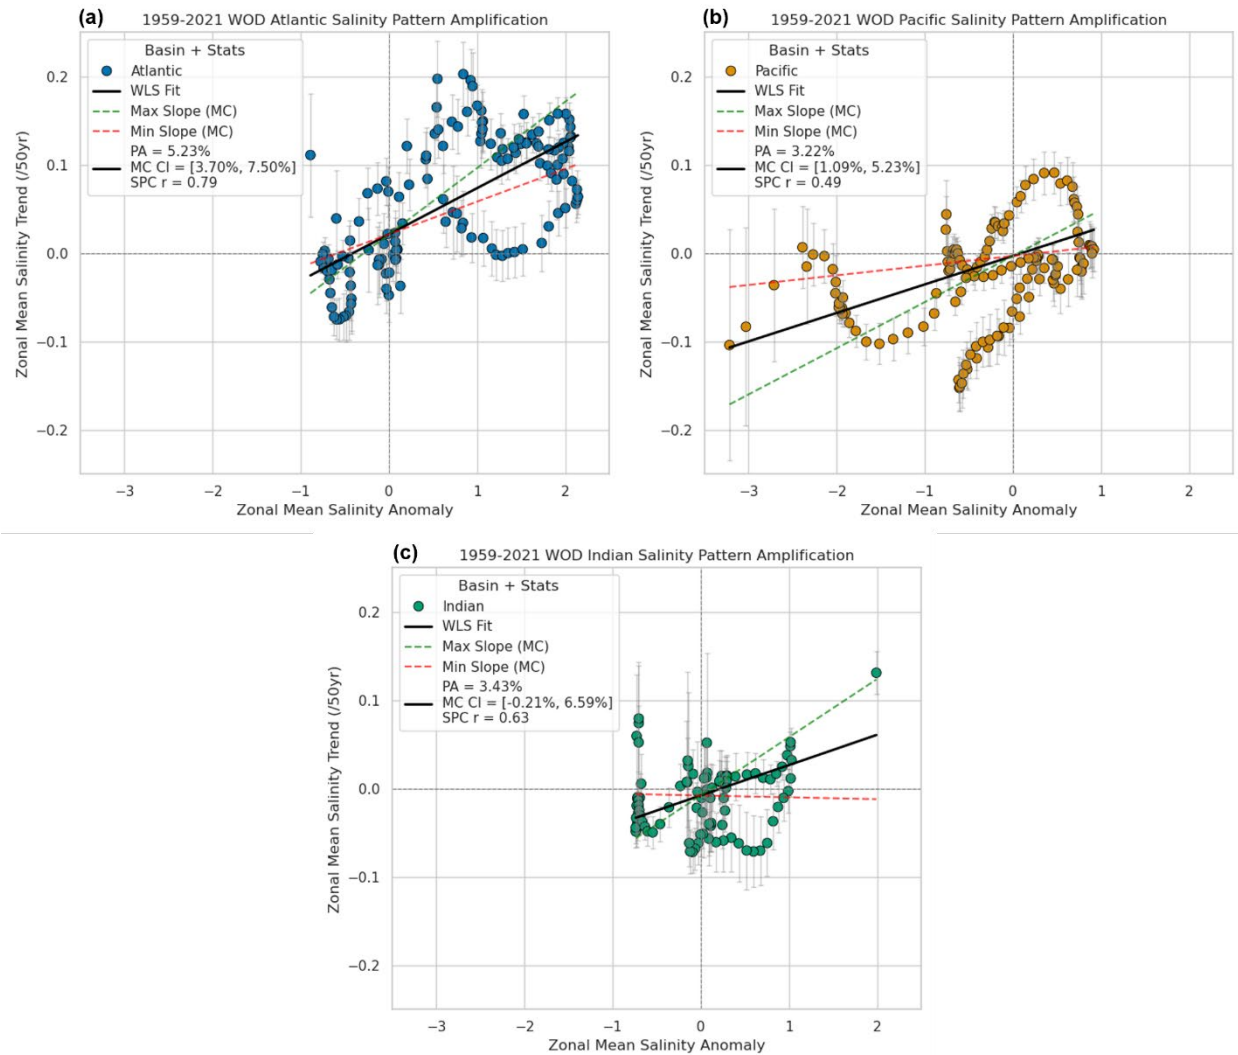 (a)
1959-2021 WOD Atlantic Salinity Pattern Amplification
Basin + Stats
Atlantic
WLS Fit
Max Slope (MC)
Min Slope (MC)
PA = 5.23%
MC CI = [3.70%, 7.50%]
SPC r = 0.79
Zonal Mean Salinity Trend (/50yr)
0.2
0.1
0.0
−0.1
−0.2
−3 −2 −1 0 1 2
Zonal Mean Salinity Anomaly
(b)
1959-2021 WOD Pacific Salinity Pattern Amplification
Basin + Stats
Pacific
WLS Fit
Max Slope (MC)
Min Slope (MC)
PA = 3.22%
MC CI = [1.09%, 5.23%]
SPC r = 0.49
Zonal Mean Salinity Trend (/50yr)
0.2
0.1
0.0
−0.1
−0.2
−3 −2 −1 0 1 2
Zonal Mean Salinity Anomaly
(c)
1959-2021 WOD Indian Salinity Pattern Amplification
Basin + Stats
Indian
WLS Fit
Max Slope (MC)
Min Slope (MC)
PA = 3.43%
MC CI = [-0.21%, 6.59%]
SPC r = 0.63
Zonal Mean Salinity Trend (/50yr)
0.2
0.1
0.0
−0.1
−0.2
−3 −2 −1 0 1 2
Zonal Mean Salinity Anomaly